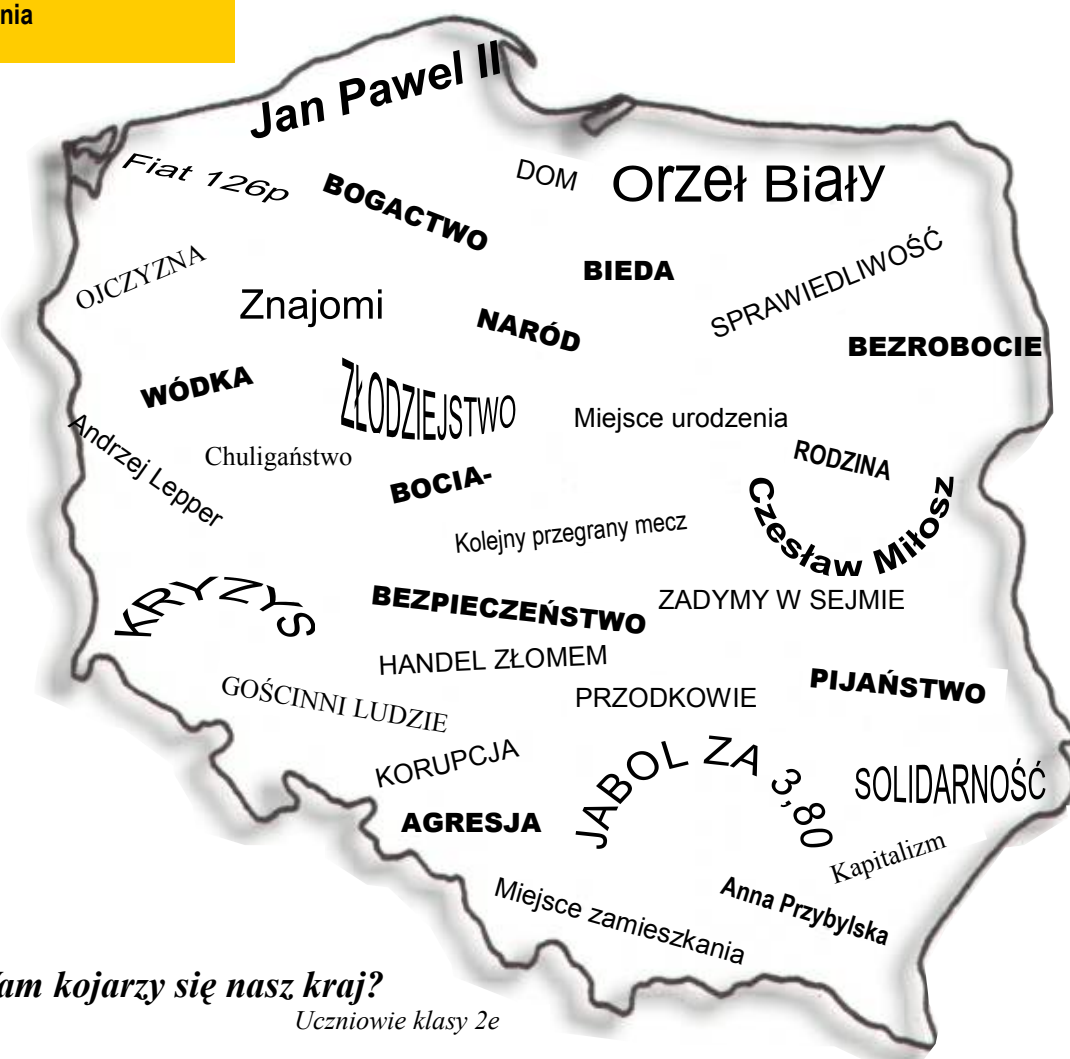 nia
Jan Pawel II
Fiat 126p
BOGACTWO
DOM
Orzeł Biały
OJCZYZNA
BIEDA
SPRAWIEDLIWOŚĆ
Znajomi
NARÓD
BEZROBOCIE
WÓDKA
ZŁODZIEJSTWO
Miejsce urodzenia
Andrzej Lepper
Chuligaństwo
BOCIA-
RODZINA
Czesław Miłosz
Kolejny przegrany mecz
KRYZYS
BEZPIECZEŃSTWO
ZADYMY W SEJMIE
HANDEL ZŁOMEM
GOŚCINNI LUDZIE
PRZODKOWIE
PIJAŃSTWO
KORUPCJA
JABOL ZA 3,80
SOLIDARNOŚĆ
AGRESJA
Kapitalizm
Miejsce zamieszkania
Anna Przybylska
am kojarzy się nasz kraj?
Uczniowie klasy 2e